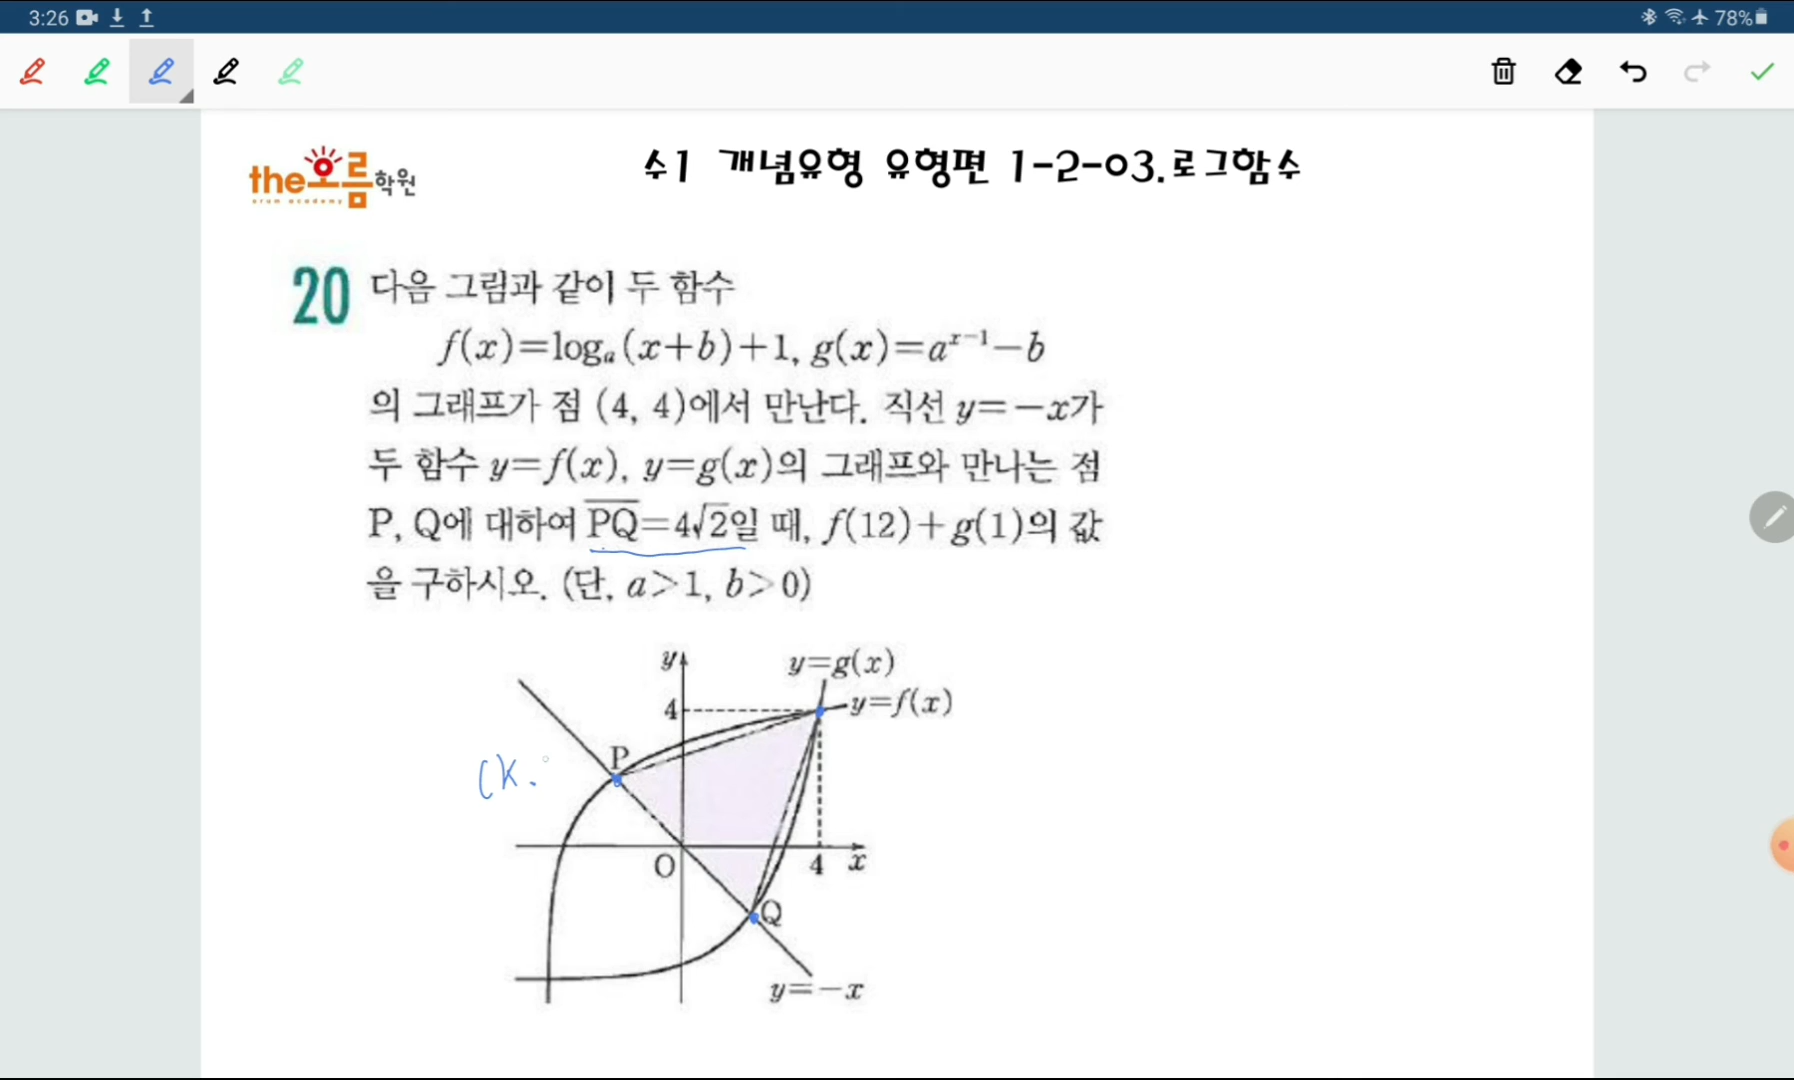 3:26
78%
the오름학원
orum academy
수1 개념유형 유형편 1-2-03.로그함수
20 다음 그림과 같이 두 함수
f(x)=logₐ(x+b)+1, g(x)=aˣ⁻¹−b
의 그래프가 점 (4, 4)에서 만난다. 직선 y=−x가
두 함수 y=f(x), y=g(x)의 그래프와 만나는 점
P, Q에 대하여 P̅Q̅=4√2일 때, f(12)+g(1)의 값
을 구하시오. (단, a>1, b>0)
y
y=g(x)
4
y=f(x)
P
(k.
O
4
x
Q
y=−x